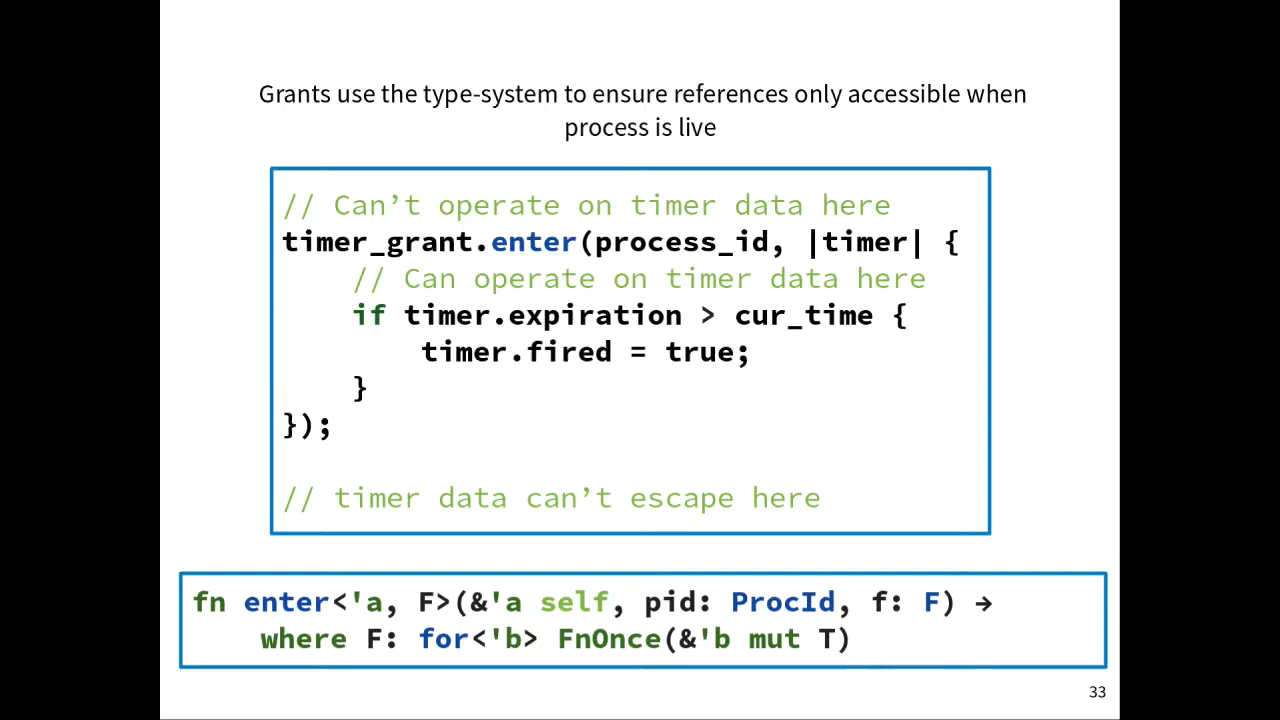 Grants use the type-system to ensure references only accessible when
process is live
// Can’t operate on timer data here
timer_grant.enter(process_id, |timer| {
    // Can operate on timer data here
    if timer.expiration > cur_time {
        timer.fired = true;
    }
});
// timer data can’t escape here
fn enter<'a, F>(&'a self, pid: ProcId, f: F) →
    where F: for<'b> FnOnce(&'b mut T)
33